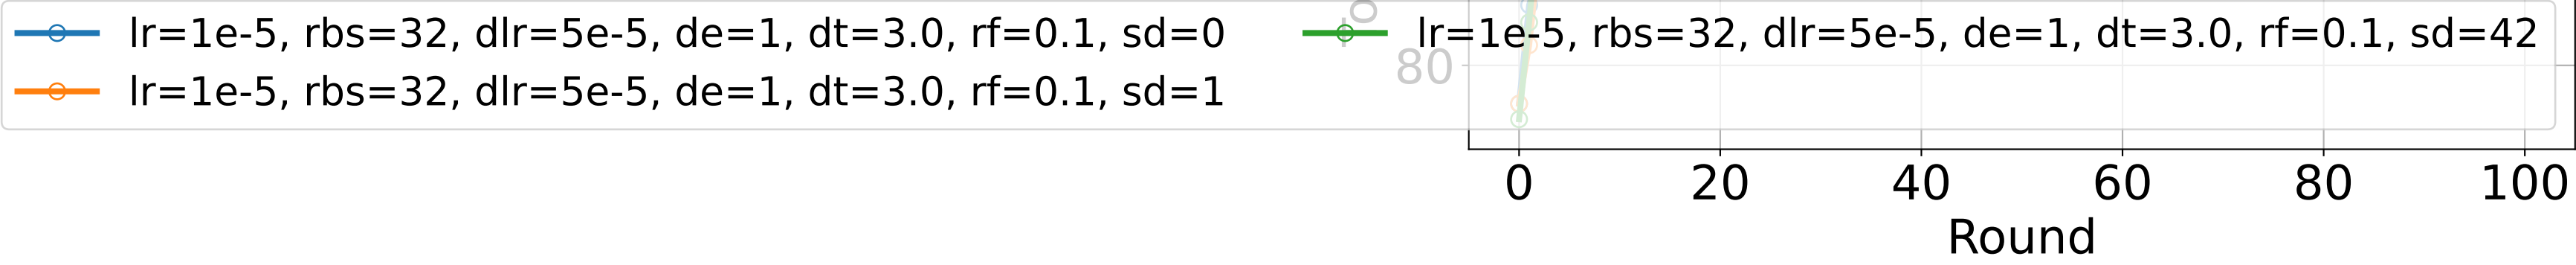 lr=1e-5, rbs=32, dlr=5e-5, de=1, dt=3.0, rf=0.1, sd=0
lr=1e-5, rbs=32, dlr=5e-5, de=1, dt=3.0, rf=0.1, sd=1
lr=1e-5, rbs=32, dlr=5e-5, de=1, dt=3.0, rf=0.1, sd=42
80
0 20 40 60 80 100
Round